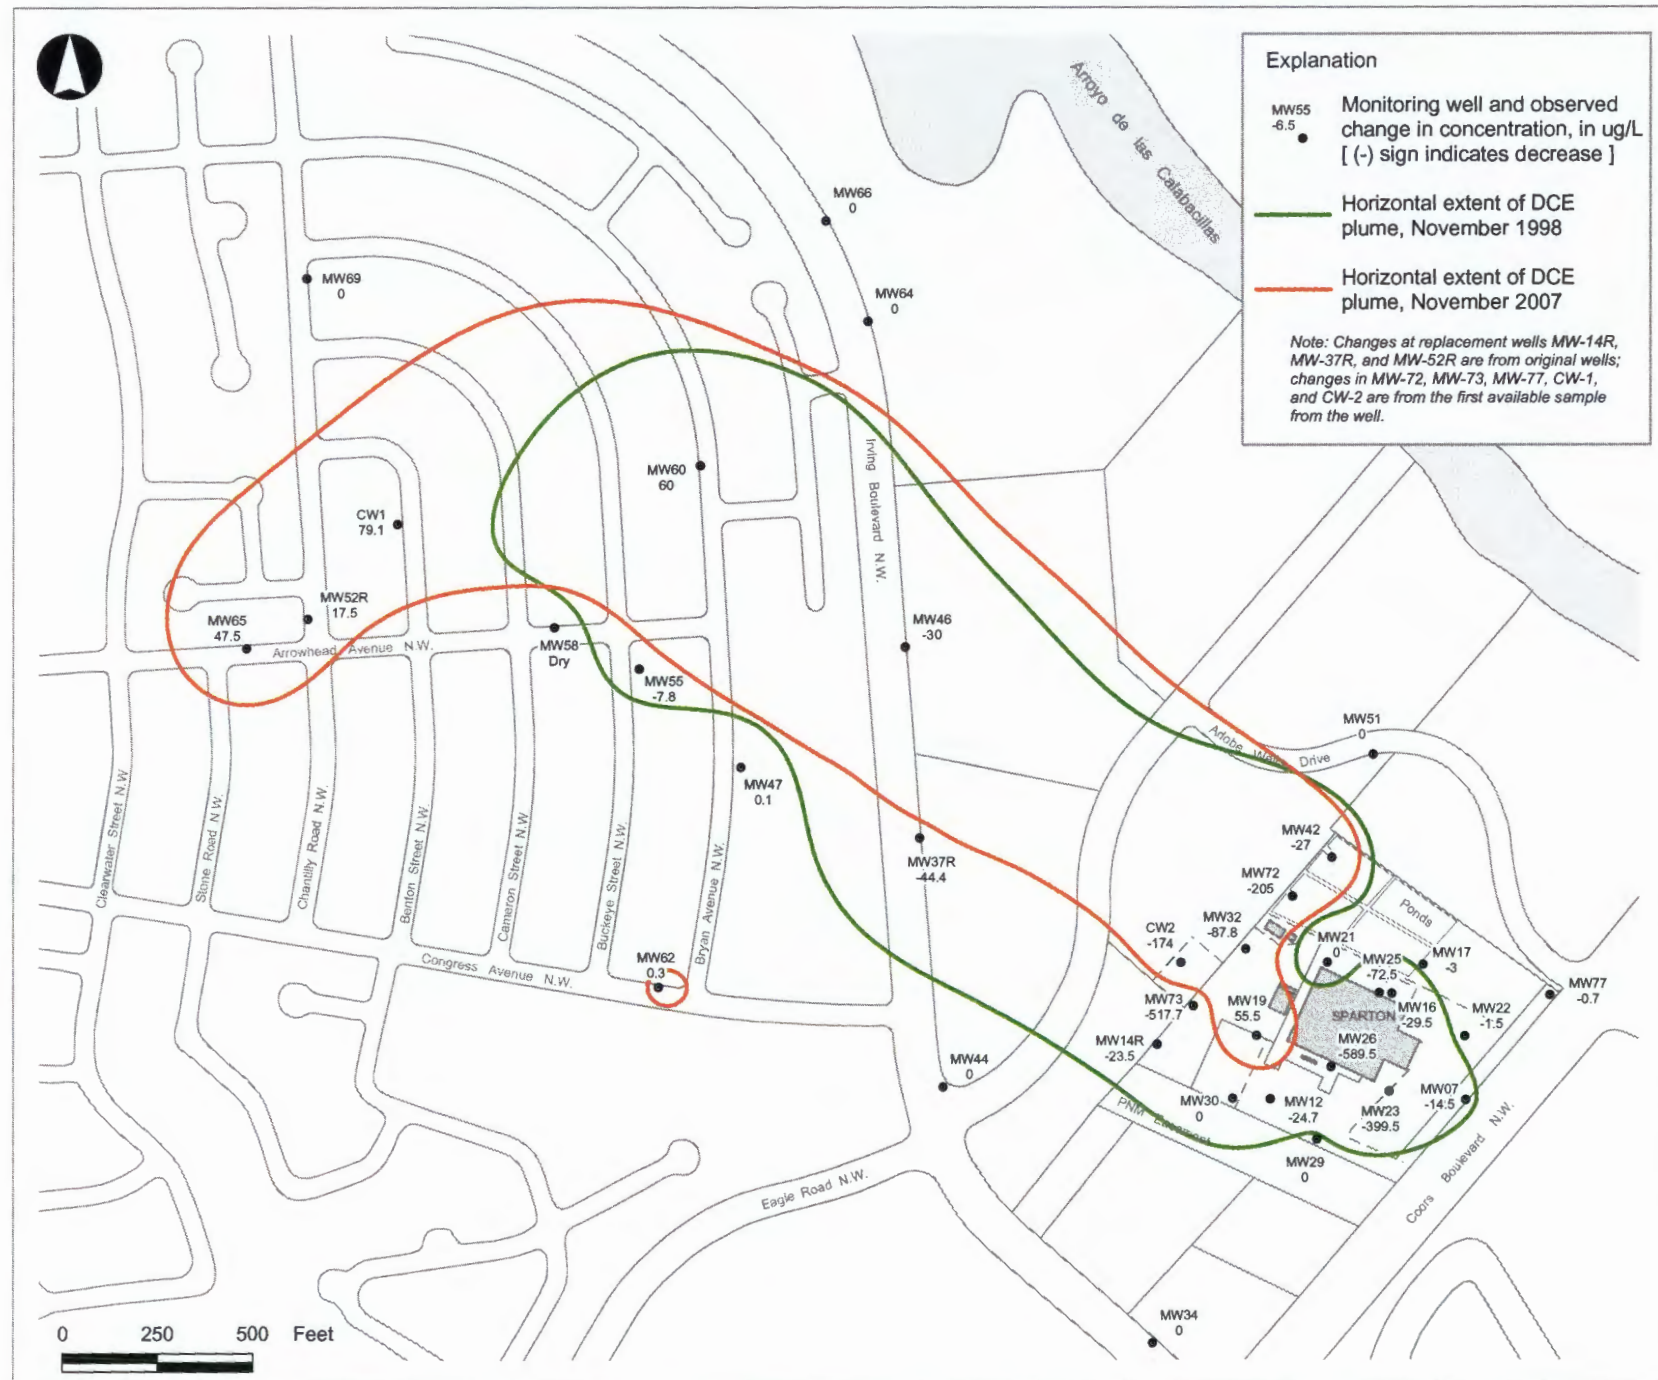 Explanation
MW55
-6.5
Monitoring well and observed
change in concentration, in ug/L
[ (-) sign indicates decrease ]
Horizontal extent of DCE
plume, November 1998
Horizontal extent of DCE
plume, November 2007
Note: Changes at replacement wells MW-14R,
MW-37R, and MW-52R are from original wells;
changes in MW-72, MW-73, MW-77, CW-1,
and CW-2 are from the first available sample
from the well.
Arroyo de las Calabacillas
MW66
0
MW69
0
MW64
0
MW60
60
Irving Boulevard N.W.
CW1
79.1
MW52R
17.5
MW65
47.5
Arrowhead Avenue N.W.
MW58
Dry
MW46
-30
MW55
-7.8
MW51
0
Adobe Wells Drive
MW47
0.1
MW37R
-44.4
MW42
-27
MW72
-205
Ponds
Clearwater Street N.W.
Stone Road N.W.
Chantilly Road N.W.
Benton Street N.W.
Cameron Street N.W.
Buckeye Street N.W.
Bryan Avenue N.W.
MW32
-87.8
CW2
-174
MW21
0
MW25
-72.5
MW17
-3
Congress Avenue N.W.
MW62
0.3
MW77
-0.7
MW73
-517.7
MW19
55.5
SPARTON
MW16
-29.5
MW22
-1.5
MW14R
-23.5
MW26
-589.5
MW44
0
MW30
0
MW12
-24.7
MW23
-399.5
MW07
-14.5
PNM Easement
MW29
0
Coors Boulevard N.W.
Eagle Road N.W.
MW34
0
0 250 500 Feet